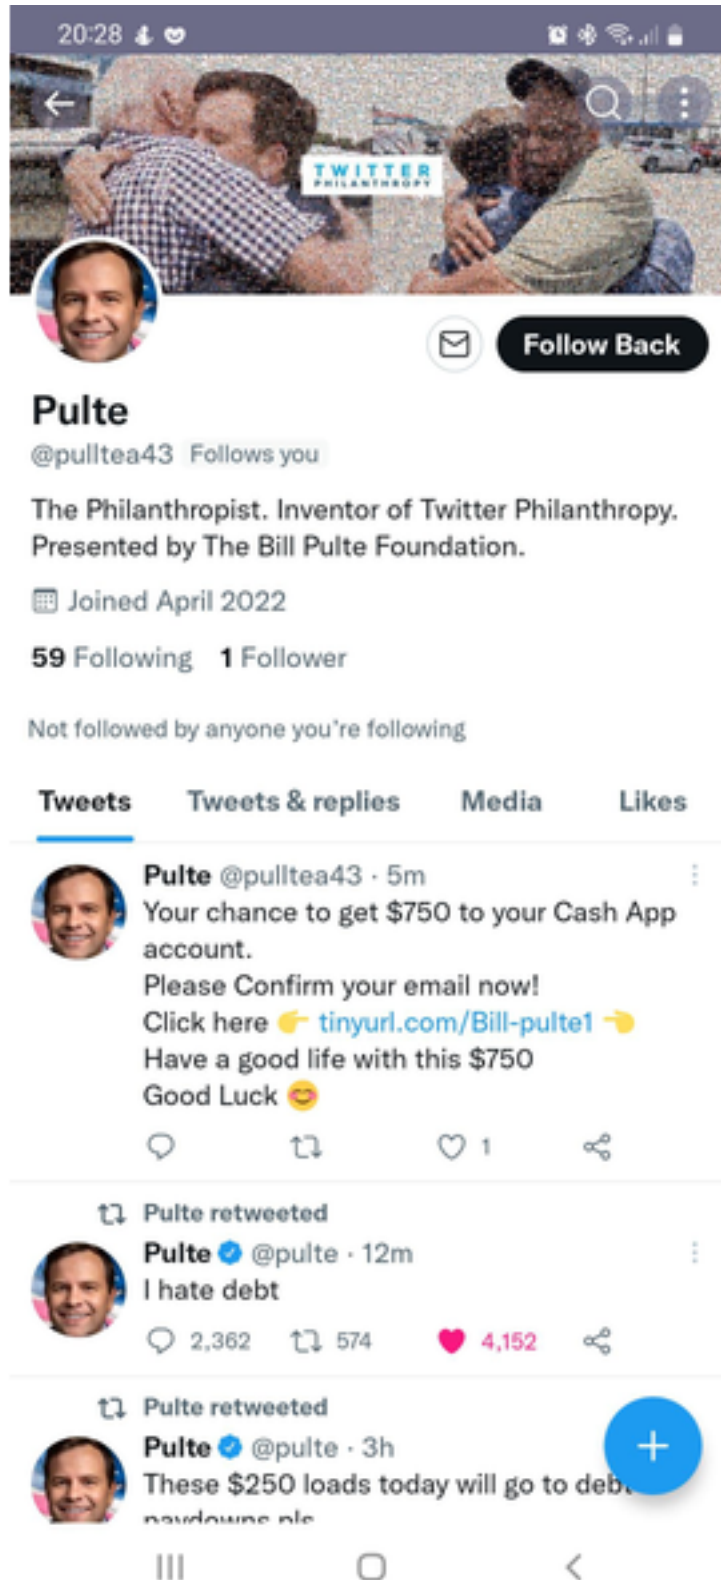 20:28
TWITTER
PHILANTHROPY
Follow Back
Pulte
@pulltea43 Follows you
The Philanthropist. Inventor of Twitter Philanthropy.
Presented by The Bill Pulte Foundation.
Joined April 2022
59 Following 1 Follower
Not followed by anyone you're following
Tweets Tweets & replies Media Likes
Pulte @pulltea43 · 5m
Your chance to get $750 to your Cash App
account.
Please Confirm your email now!
Click here 👉 tinyurl.com/Bill-pulte1 👈
Have a good life with this $750
Good Luck 😊
1
Pulte retweeted
Pulte @pulte · 12m
I hate debt
2,362 574 4,152
Pulte retweeted
Pulte @pulte · 3h
These $250 loads today will go to debt
paydowns pls